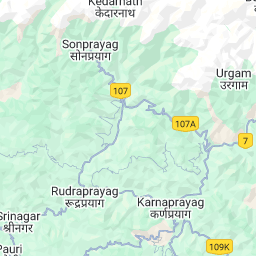 Kedarnath
केदारनाथ
Sonprayag
सोनप्रयाग
Urgam
उरगाम
107
107A
7
Rudraprayag
रूद्रप्रयाग
Karnaprayag
कर्णप्रयाग
Srinagar
श्रीनगर
Pauri
109K